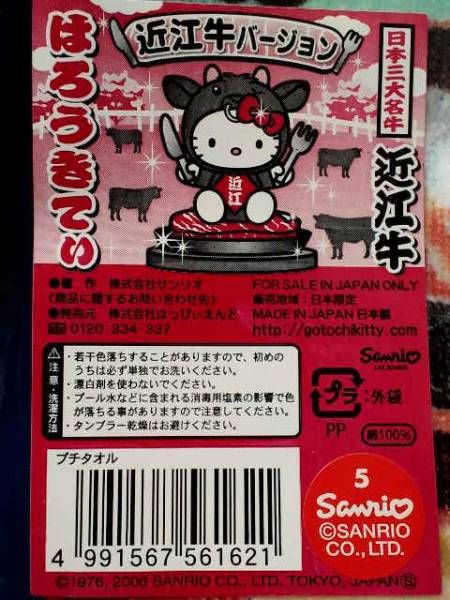 近江牛バージョン
はろうきてぃ
日本三大名牛
近江牛
近江
●著 作 株式会社サンリオ
《商品に関するお問い合わせ先》
発売元 株式会社はっぴぃえんど
0120-334-337
FOR SALE IN JAPAN ONLY
販売地域:日本限定
MADE IN JAPAN 日本製
http://gotochikitty.com
注意・洗濯方法
・若干色落ちすることがありますので、初めの
うちは必ず単独でお洗いください。
・漂白剤を使わないでください。
・プール水などに含まれる消毒用塩素の影響で色
が落ちる事がありますので注意してください。
・タンブラー乾燥はお避けください。
Sanrio
LICENSE
プラ :外袋
PP
綿100%
プチタオル
4 991567 561621
5
Sanrio
©SANRIO
CO., LTD.
©1976, 2006 SANRIO CO., LTD. TOKYO, JAPAN Ⓢ